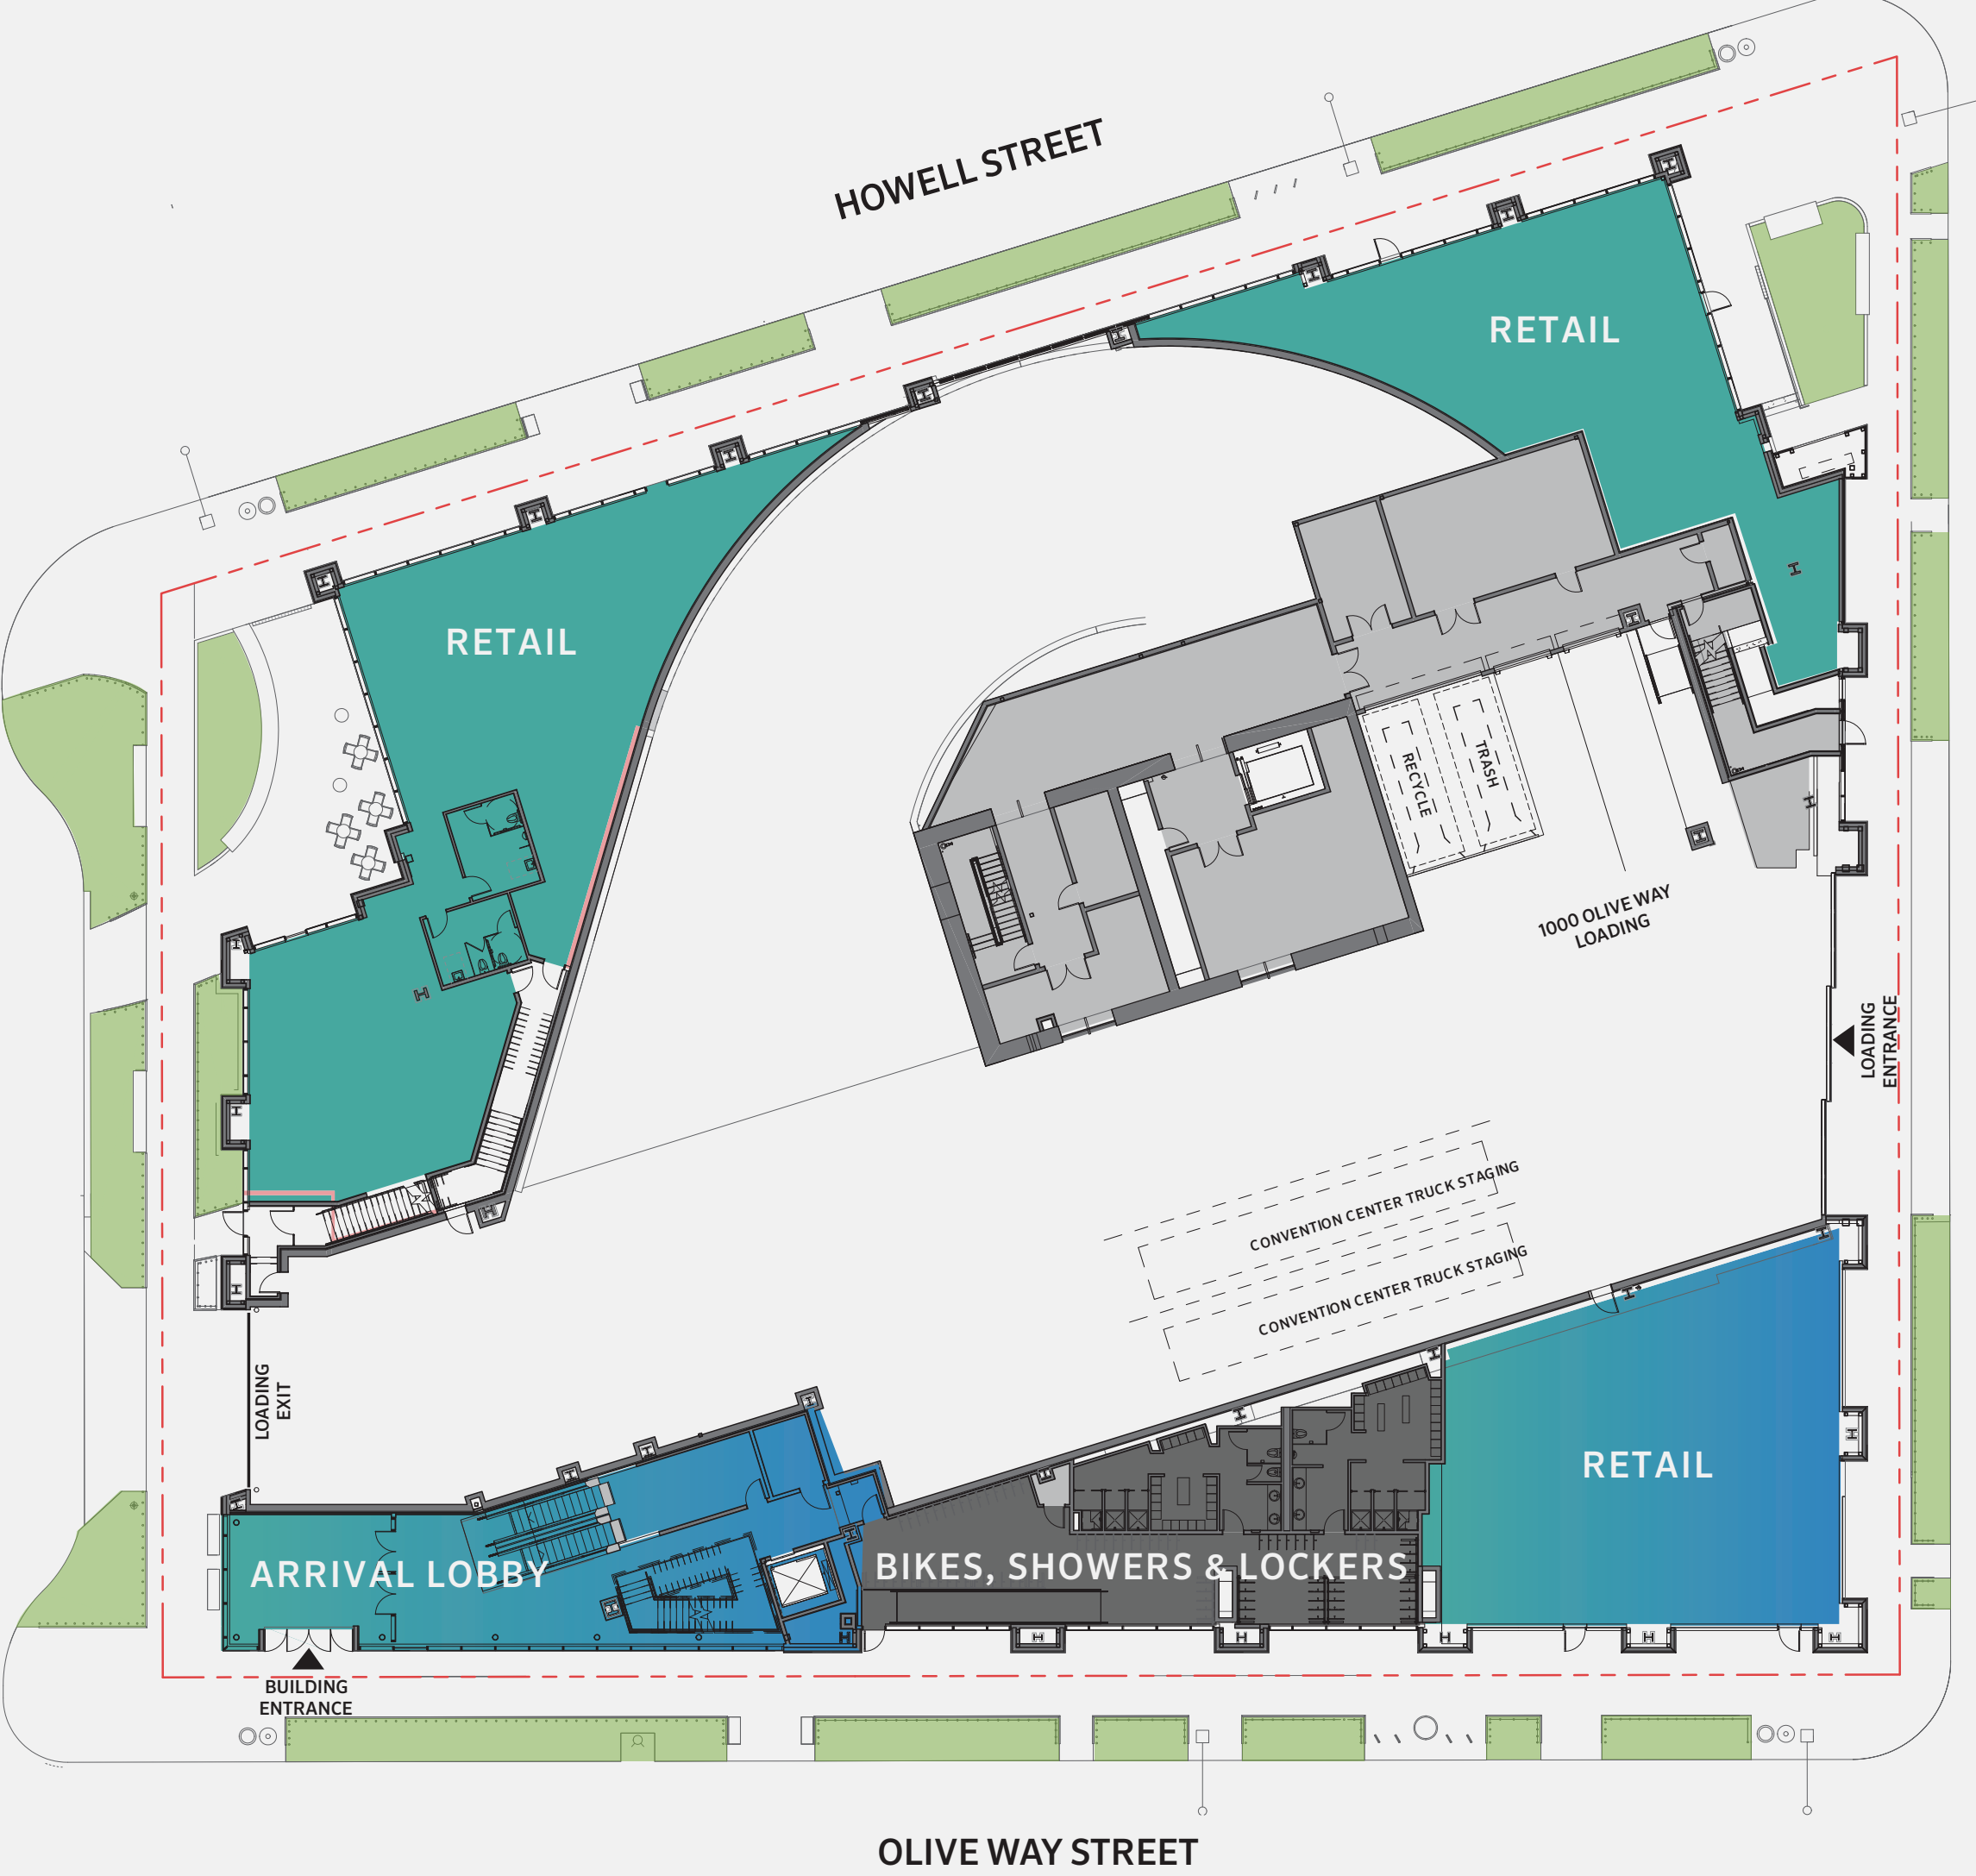 HOWELL STREET
RETAIL
RETAIL
RECYCLE
TRASH
1000 OLIVE WAY
LOADING
LOADING
ENTRANCE
CONVENTION CENTER TRUCK STAGING
CONVENTION CENTER TRUCK STAGING
LOADING
EXIT
RETAIL
ARRIVAL LOBBY
BIKES, SHOWERS & LOCKERS
BUILDING
ENTRANCE
OLIVE WAY STREET